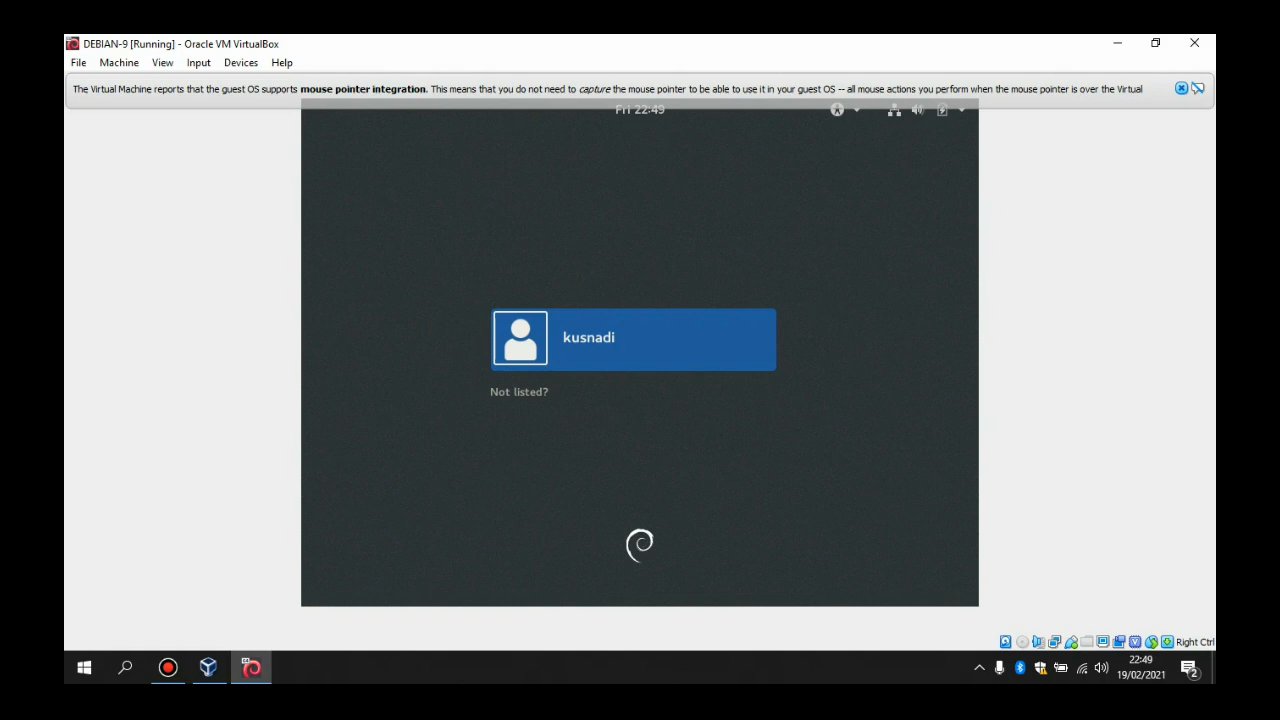 DEBIAN-9 [Running] - Oracle VM VirtualBox
File Machine View Input Devices Help
The Virtual Machine reports that the guest OS supports mouse pointer integration. This means that you do not need to capture the mouse pointer to be able to use it in your guest OS -- all mouse actions you perform when the mouse pointer is over the Virtual
Fri 22:49
kusnadi
Not listed?
Right Ctrl
22:49
19/02/2021
2